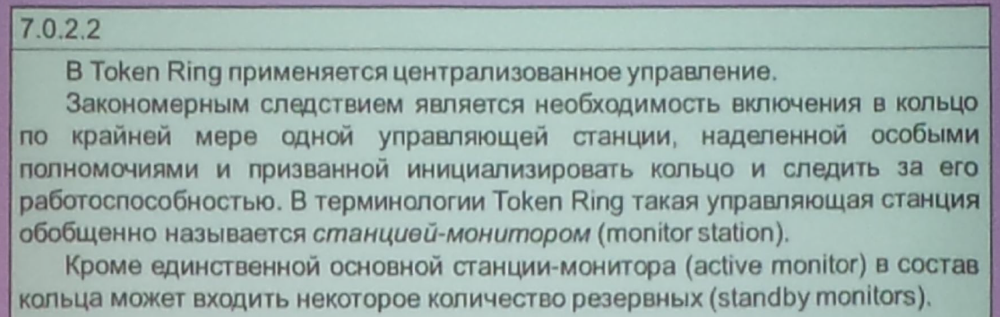 7.0.2.2
В Token Ring применяется централизованное управление.
Закономерным следствием является необходимость включения в кольцо
по крайней мере одной управляющей станции, наделенной особыми
полномочиями и призванной инициализировать кольцо и следить за его
работоспособностью. В терминологии Token Ring такая управляющая станция
обобщенно называется станцией-монитором (monitor station).
Кроме единственной основной станции-монитора (active monitor) в состав
кольца может входить некоторое количество резервных (standby monitors).